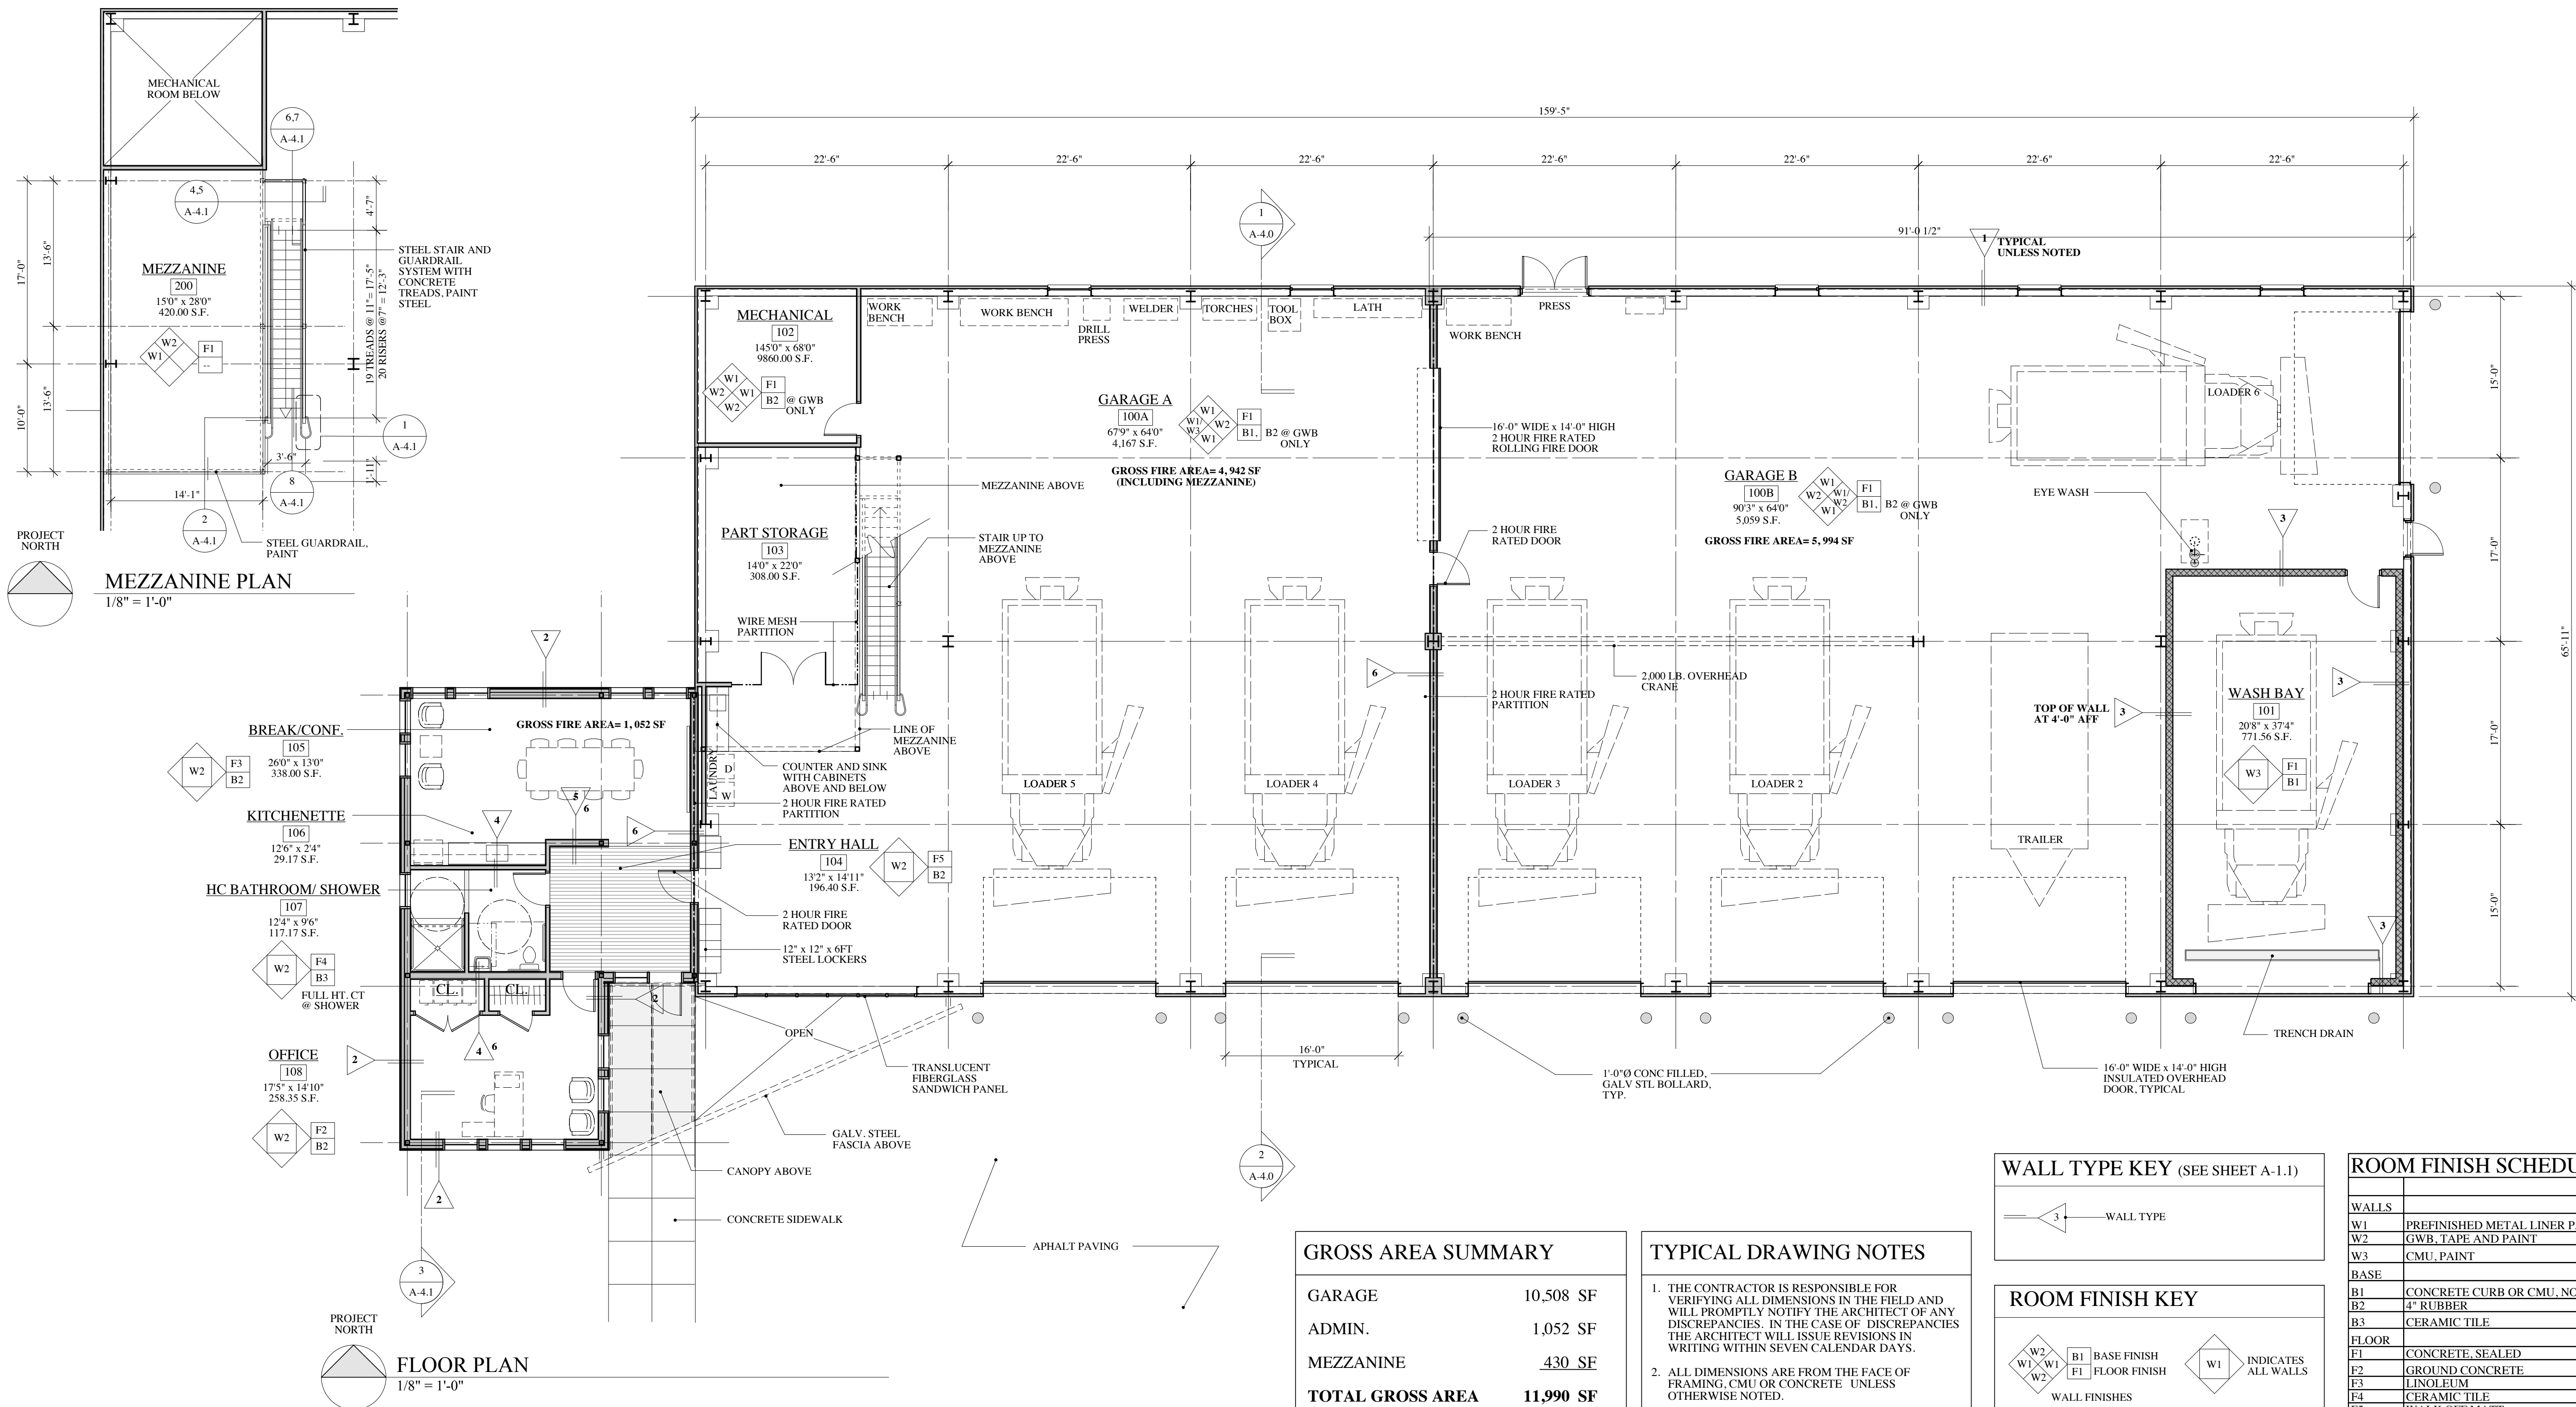 MECHANICAL
ROOM BELOW
6,7
A-4.1
4,5
A-4.1
17'-0"
13'-6"
10'-0"
13'-6"
MEZZANINE
200
15'0" x 28'0"
420.00 S.F.
W2
W1
F1
--
4'-7"
19 TREADS @ 11"= 17'-5"
20 RISERS @7" = 12'-3"
STEEL STAIR AND
GUARDRAIL
SYSTEM WITH
CONCRETE
TREADS, PAINT
STEEL
1
A-4.1
3'-6"
1'-11"
8
A-4.1
14'-1"
2
A-4.1
STEEL GUARDRAIL,
PAINT
PROJECT
NORTH
MEZZANINE PLAN
1/8" = 1'-0"
159'-5"
22'-6"
22'-6"
22'-6"
22'-6"
22'-6"
22'-6"
22'-6"
1
A-4.0
91'-0 1/2"
1
TYPICAL
UNLESS NOTED
MECHANICAL
102
145'0" x 68'0"
9860.00 S.F.
W1
W2
W1
W2
F1
B2
@ GWB
ONLY
WORK
BENCH
WORK BENCH
DRILL
PRESS
WELDER
TORCHES
TOOL
BOX
LATH
WORK BENCH
PRESS
GARAGE A
100A
67'9" x 64'0"
4,167 S.F.
W1
W1/
W3
W2
W1
F1
B1,
B2 @ GWB
ONLY
GROSS FIRE AREA= 4, 942 SF
(INCLUDING MEZZANINE)
16'-0" WIDE x 14'-0" HIGH
2 HOUR FIRE RATED
ROLLING FIRE DOOR
GARAGE B
100B
90'3" x 64'0"
5,059 S.F.
W1
W2
W1/
W2
W1
F1
B1,
B2 @ GWB
ONLY
GROSS FIRE AREA= 5, 994 SF
LOADER 6
EYE WASH
3
15'-0"
17'-0"
17'-0"
15'-0"
65'-11"
MEZZANINE ABOVE
PART STORAGE
103
14'0" x 22'0"
308.00 S.F.
STAIR UP TO
MEZZANINE
ABOVE
2 HOUR FIRE
RATED DOOR
WIRE MESH
PARTITION
6
2,000 LB. OVERHEAD
CRANE
2 HOUR FIRE RATED
PARTITION
TOP OF WALL
AT 4'-0" AFF
3
3
WASH BAY
101
20'8" x 37'4"
771.56 S.F.
W3
F1
B1
3
2
GROSS FIRE AREA= 1, 052 SF
BREAK/CONF.
105
26'0" x 13'0"
338.00 S.F.
W2
F3
B2
LINE OF
MEZZANINE
ABOVE
LAUNDRY
D
W
COUNTER AND SINK
WITH CABINETS
ABOVE AND BELOW
2 HOUR FIRE RATED
PARTITION
LOADER 5
LOADER 4
LOADER 3
LOADER 2
TRAILER
KITCHENETTE
106
12'6" x 2'4"
29.17 S.F.
4
5
6
6
ENTRY HALL
104
13'2" x 14'11"
196.40 S.F.
W2
F5
B2
HC BATHROOM/ SHOWER
107
12'4" x 9'6"
117.17 S.F.
W2
F4
B3
FULL HT. CT
@ SHOWER
2 HOUR FIRE
RATED DOOR
12" x 12" x 6FT
STEEL LOCKERS
CL.
CL.
2
OFFICE
108
17'5" x 14'10"
258.35 S.F.
W2
F2
B2
2
4
6
OPEN
TRANSLUCENT
FIBERGLASS
SANDWICH PANEL
16'-0"
TYPICAL
1'-0"Ø CONC FILLED,
GALV STL BOLLARD,
TYP.
TRENCH DRAIN
16'-0" WIDE x 14'-0" HIGH
INSULATED OVERHEAD
DOOR, TYPICAL
GALV. STEEL
FASCIA ABOVE
CANOPY ABOVE
2
CONCRETE SIDEWALK
APHALT PAVING
2
A-4.0
3
A-4.1
PROJECT
NORTH
FLOOR PLAN
1/8" = 1'-0"
GROSS AREA SUMMARY
GARAGE 10,508 SF
ADMIN. 1,052 SF
MEZZANINE 430 SF
TOTAL GROSS AREA 11,990 SF
TYPICAL DRAWING NOTES
1. THE CONTRACTOR IS RESPONSIBLE FOR
VERIFYING ALL DIMENSIONS IN THE FIELD AND
WILL PROMPTLY NOTIFY THE ARCHITECT OF ANY
DISCREPANCIES. IN THE CASE OF DISCREPANCIES
THE ARCHITECT WILL ISSUE REVISIONS IN
WRITING WITHIN SEVEN CALENDAR DAYS.
2. ALL DIMENSIONS ARE FROM THE FACE OF
FRAMING, CMU OR CONCRETE UNLESS
OTHERWISE NOTED.
WALL TYPE KEY (SEE SHEET A-1.1)
3
WALL TYPE
ROOM FINISH KEY
W2
W1
W1
W2
B1 BASE FINISH
F1 FLOOR FINISH
WALL FINISHES
W1
INDICATES
ALL WALLS
ROOM FINISH SCHEDU
WALLS
W1 PREFINISHED METAL LINER P
W2 GWB, TAPE AND PAINT
W3 CMU, PAINT
BASE
B1 CONCRETE CURB OR CMU, NO
B2 4" RUBBER
B3 CERAMIC TILE
FLOOR
F1 CONCRETE, SEALED
F2 GROUND CONCRETE
F3 LINOLEUM
F4 CERAMIC TILE